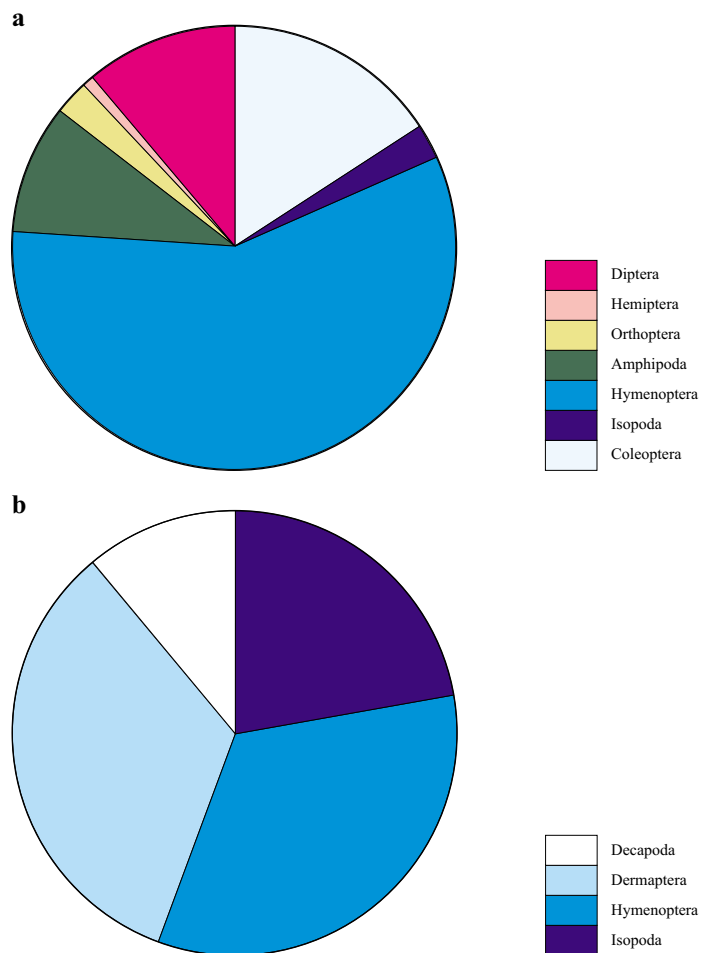 a
Diptera
Hemiptera
Orthoptera
Amphipoda
Hymenoptera
Isopoda
Coleoptera
b
Decapoda
Dermaptera
Hymenoptera
Isopoda